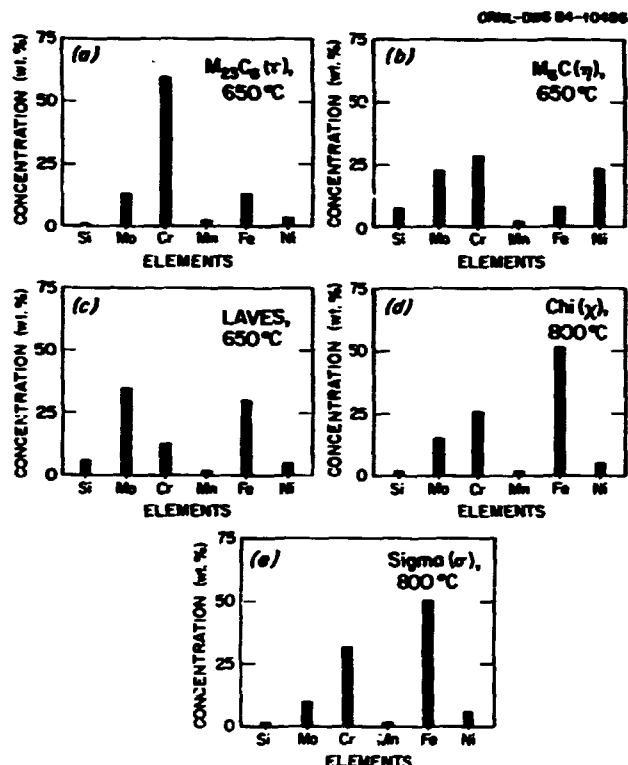 ORNL-DWG 84-10486
(a)
M23C6 (τ),
650°C
CONCENTRATION (wt. %)
75
50
25
0
Si Mo Cr Mn Fe Ni
ELEMENTS
(b)
M6C (η),
650°C
CONCENTRATION (wt. %)
75
50
25
0
Si Mo Cr Mn Fe Ni
ELEMENTS
(c)
LAVES,
650°C
CONCENTRATION (wt. %)
75
50
25
0
Si Mo Cr Mn Fe Ni
ELEMENTS
(d)
Chi (χ),
800°C
CONCENTRATION (wt. %)
75
50
25
0
Si Mo Cr Mn Fe Ni
ELEMENTS
(e)
Sigma (σ),
800°C
CONCENTRATION (wt. %)
75
50
25
0
Si Mo Cr Mn Fe Ni
ELEMENTS